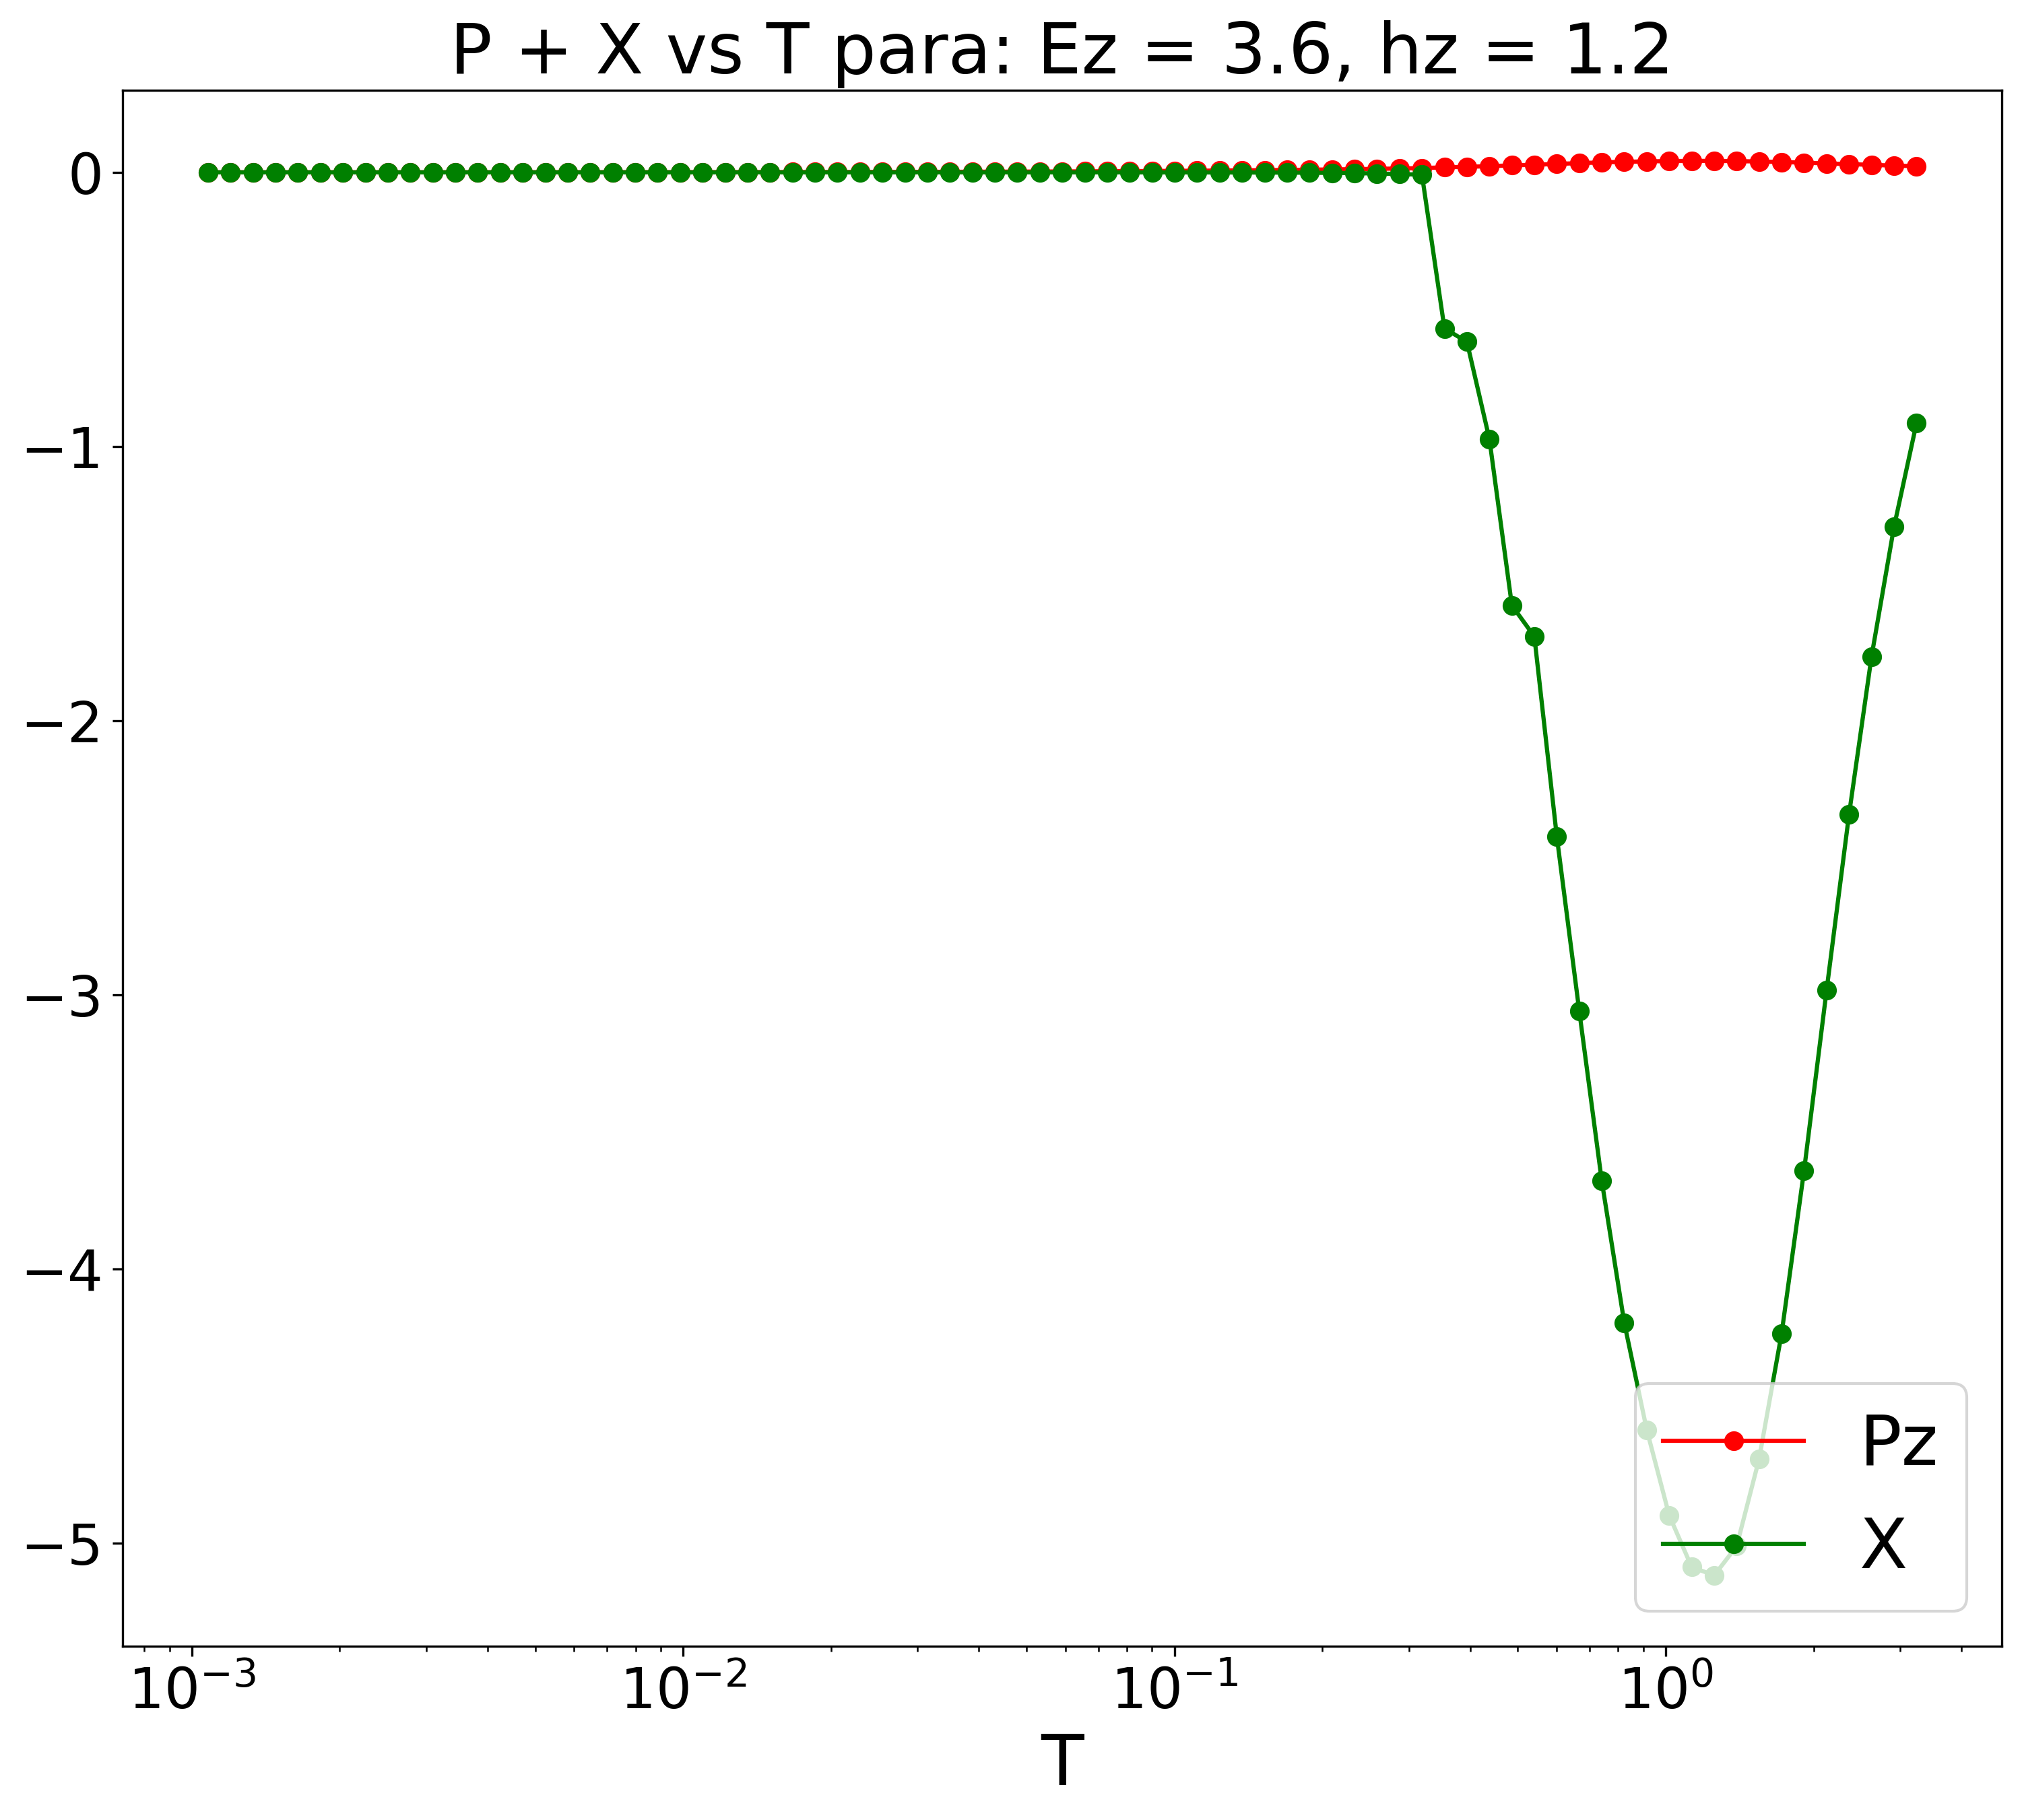 P + X vs T para: Ez = 3.6, hz = 1.2
0
−1
−2
−3
−4
−5
Pz
X
10⁻³ 10⁻² 10⁻¹ 10⁰
T